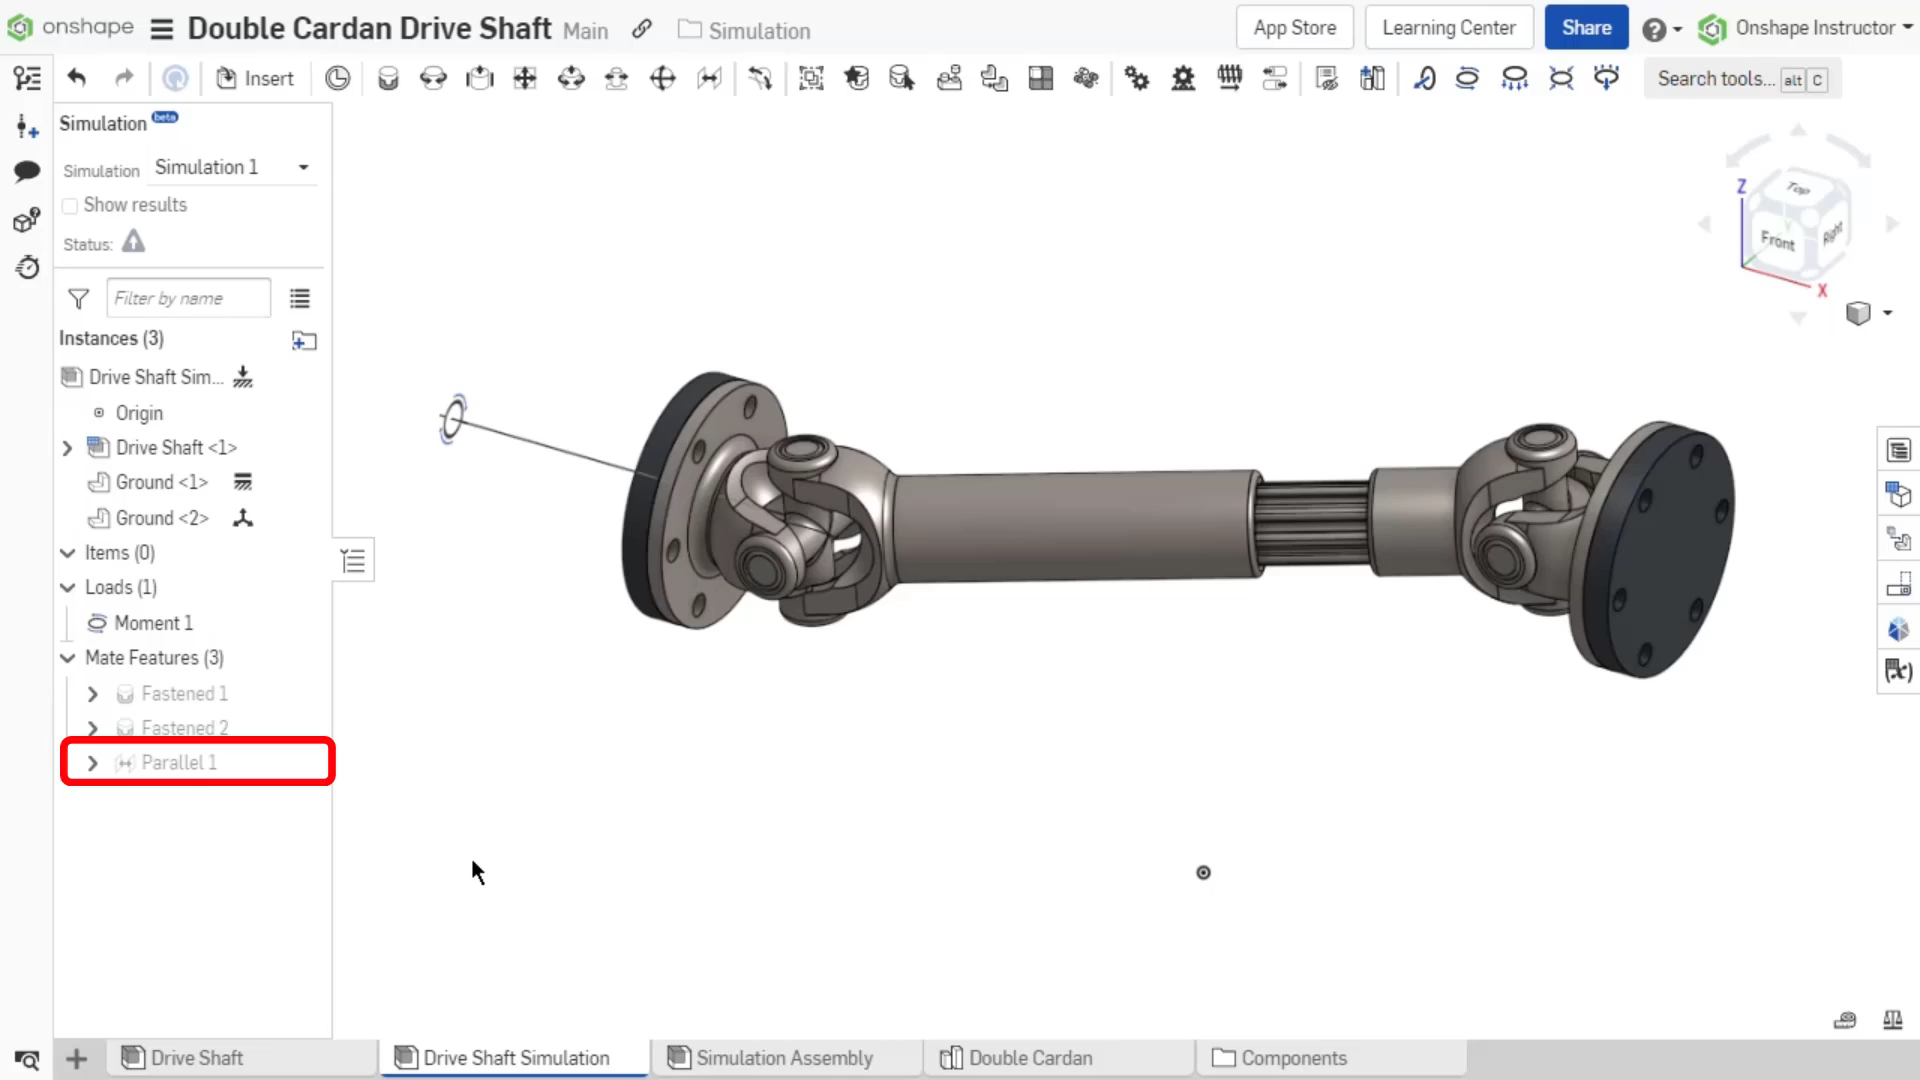 onshape Double Cardan Drive Shaft Main Simulation App Store Learning Center Share Onshape Instructor
Insert Search tools... alt C
Simulation beta
Simulation Simulation 1
Show results
Status:
Filter by name
Instances (3)
Drive Shaft Sim...
Origin
Drive Shaft <1>
Ground <1>
Ground <2>
Items (0)
Loads (1)
Moment 1
Mate Features (3)
Fastened 1
Fastened 2
Parallel 1
Z
Top
Front
Right
X
Drive Shaft Drive Shaft Simulation Simulation Assembly Double Cardan Components